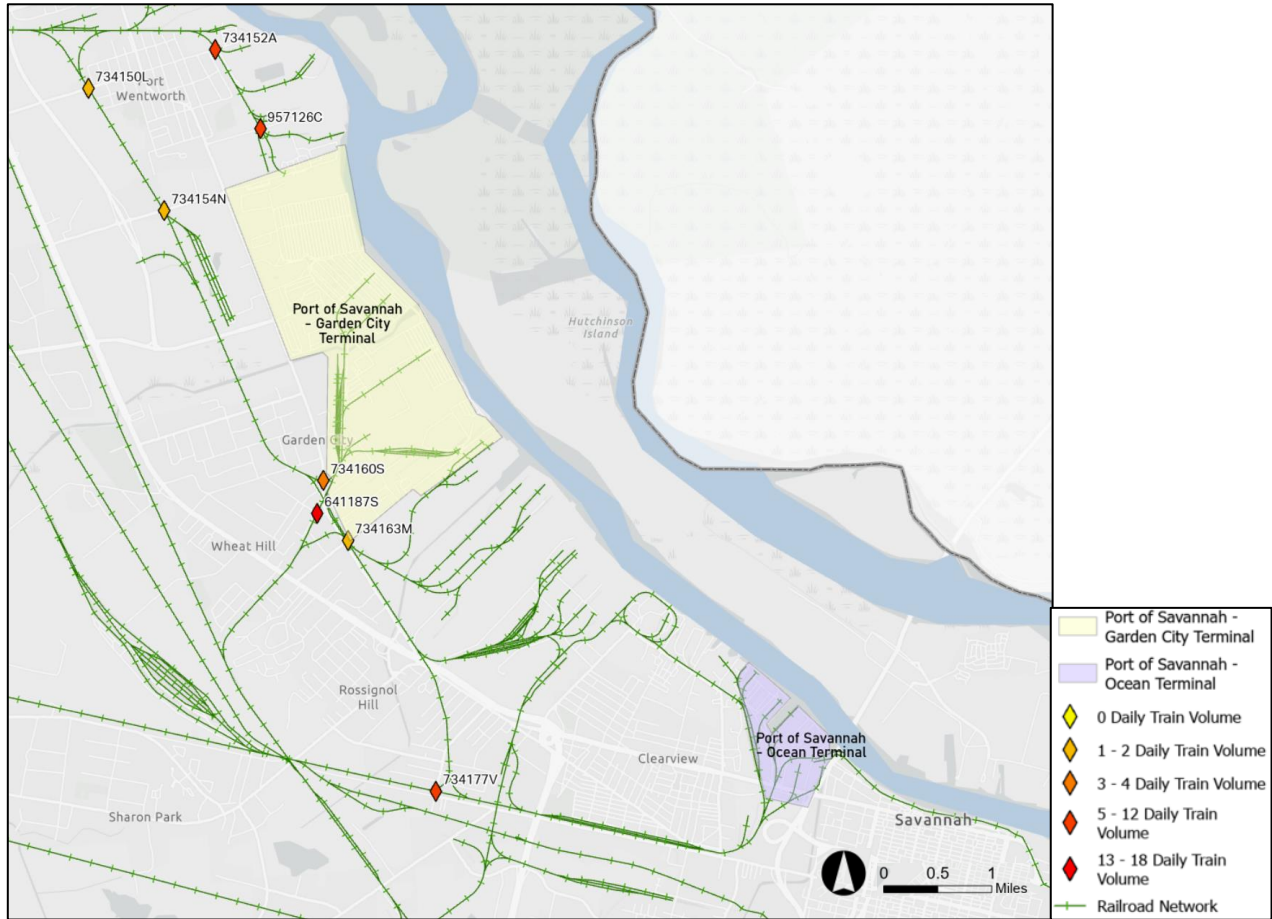 734152A
734150L
Port
Wentworth
957126C
734154N
Port of Savannah
- Garden City
Terminal
Hutchinson
Island
Garden City
734160S
641187S
734163M
Wheat Hill
Rossignol
Hill
Port of Savannah
- Ocean Terminal
Clearview
734177V
Sharon Park
Savannah
0 0.5 1
Miles
Port of Savannah -
Garden City Terminal
Port of Savannah -
Ocean Terminal
0 Daily Train Volume
1 - 2 Daily Train Volume
3 - 4 Daily Train Volume
5 - 12 Daily Train
Volume
13 - 18 Daily Train
Volume
Railroad Network